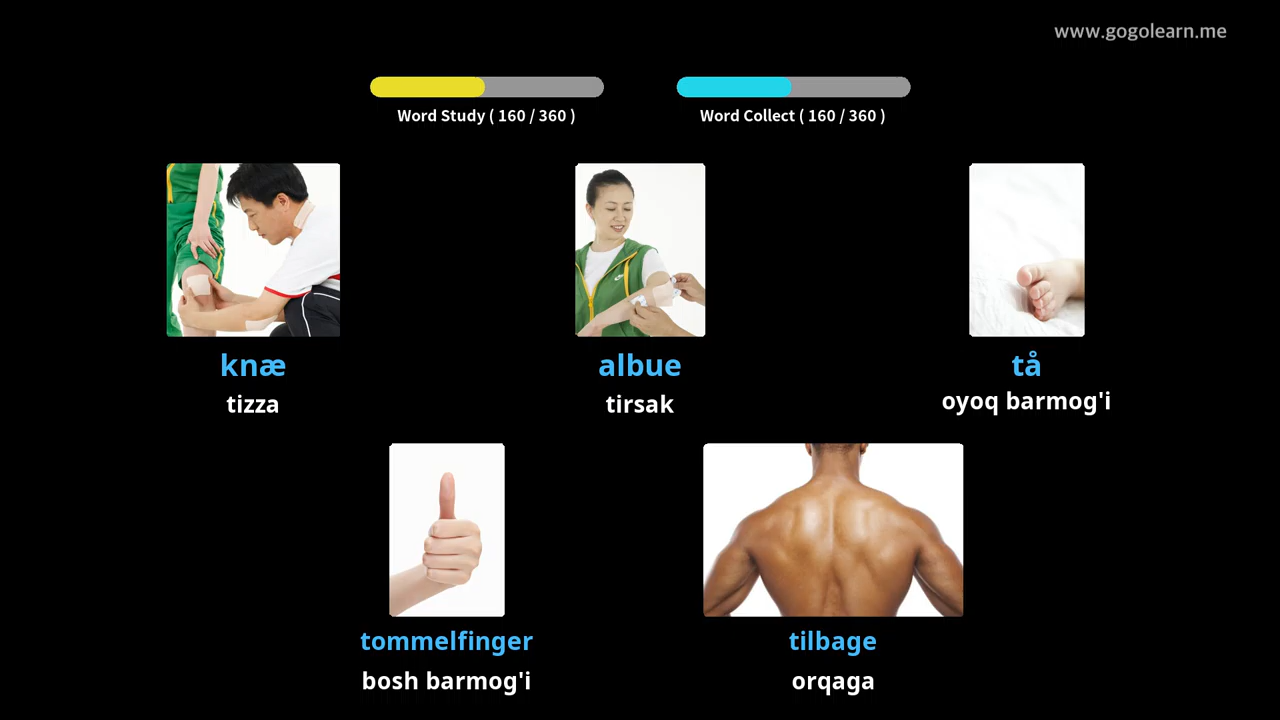 www.gogolearn.me
Word Study ( 160 / 360 )
Word Collect ( 160 / 360 )
knæ
tizza
albue
tirsak
tå
oyoq barmog'i
tommelfinger
bosh barmog'i
tilbage
orqaga